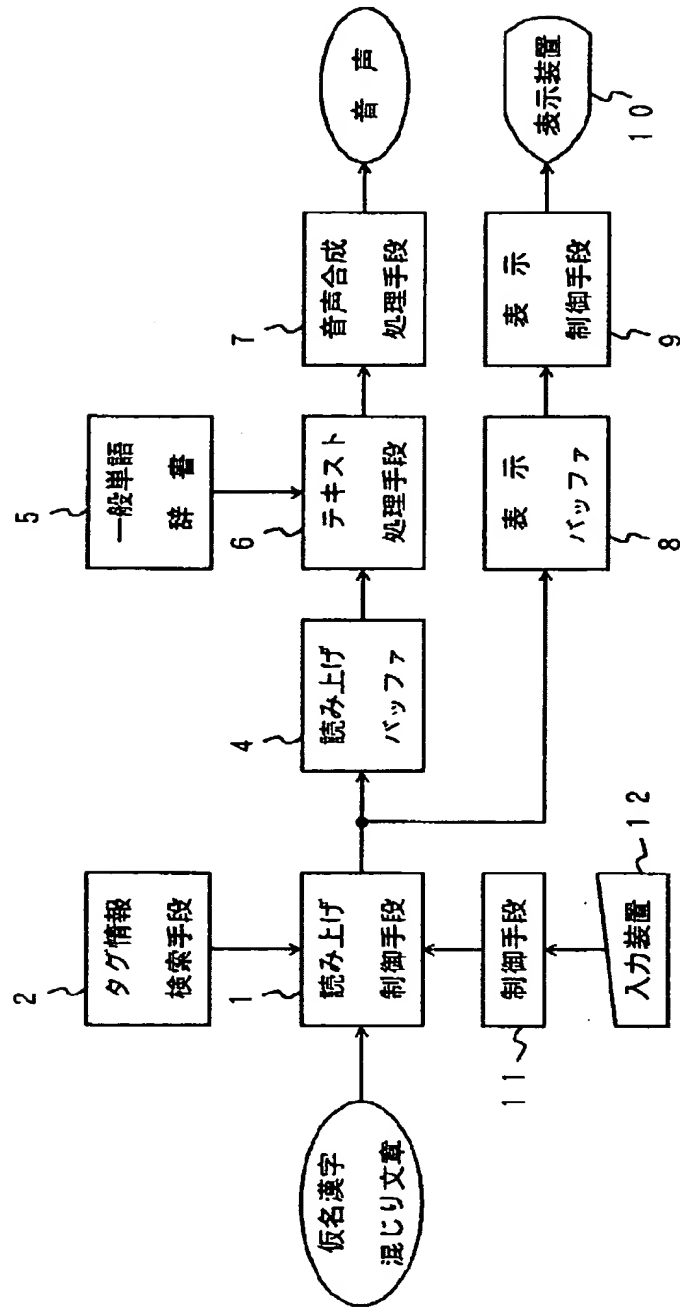 仮名漢字
混じり文章
2
タグ情報
検索手段
1
読み上げ
制御手段
11
制御手段
12
入力装置
4
読み上げ
バッファ
5
一般単語
辞書
6
テキスト
処理手段
7
音声合成
処理手段
音声
表示
バッファ
8
表示
制御手段
9
表示装置
10